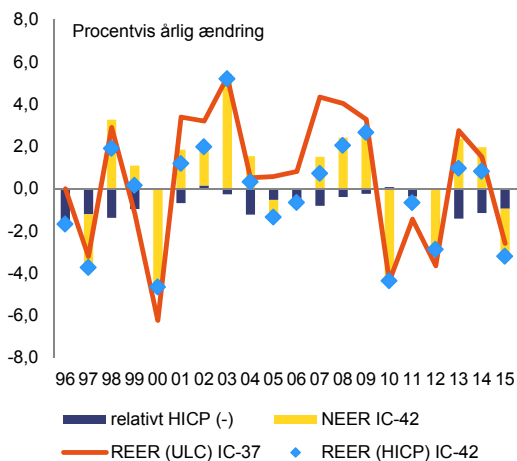 Procentvis årlig ændring
8,0
6,0
4,0
2,0
0,0
-2,0
-4,0
-6,0
-8,0
96 97 98 99 00 01 02 03 04 05 06 07 08 09 10 11 12 13 14 15
relativt HICP (-) NEER IC-42
REER (ULC) IC-37 REER (HICP) IC-42